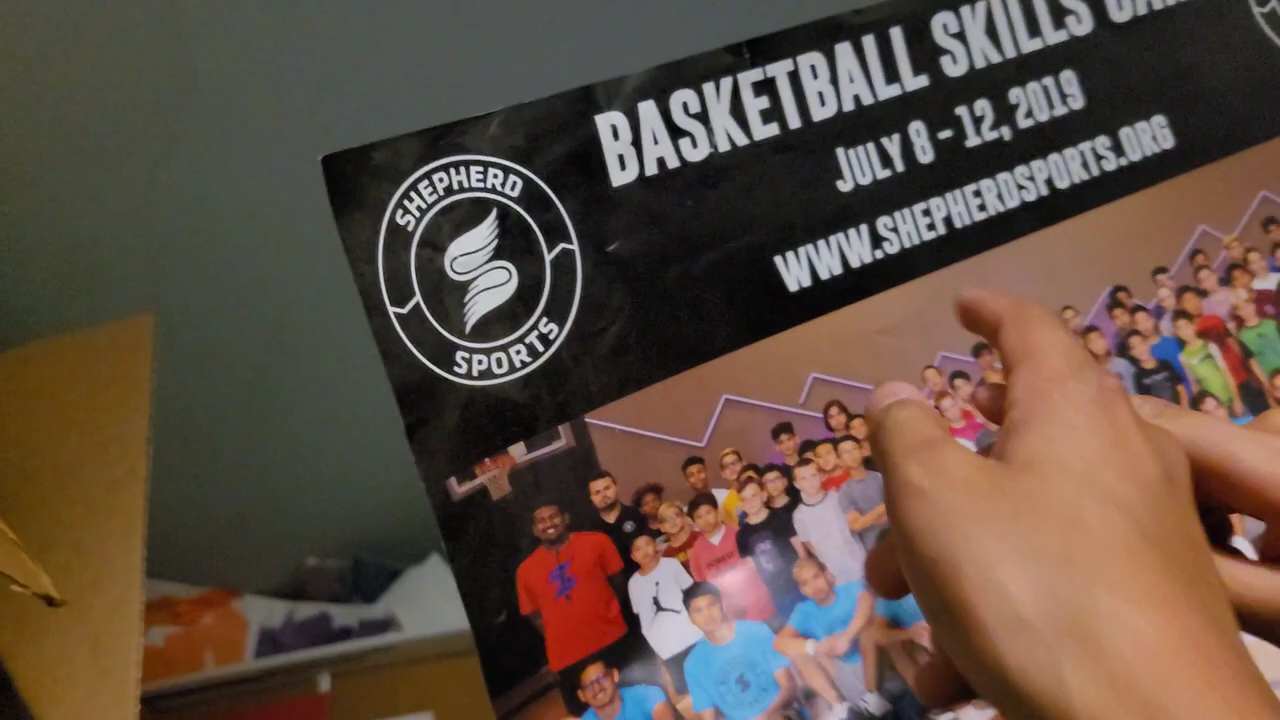 BASKETBALL SKILLS
JULY 8 - 12, 2019
WWW.SHEPHERDSPORTS.ORG
SHEPHERD
SPORTS